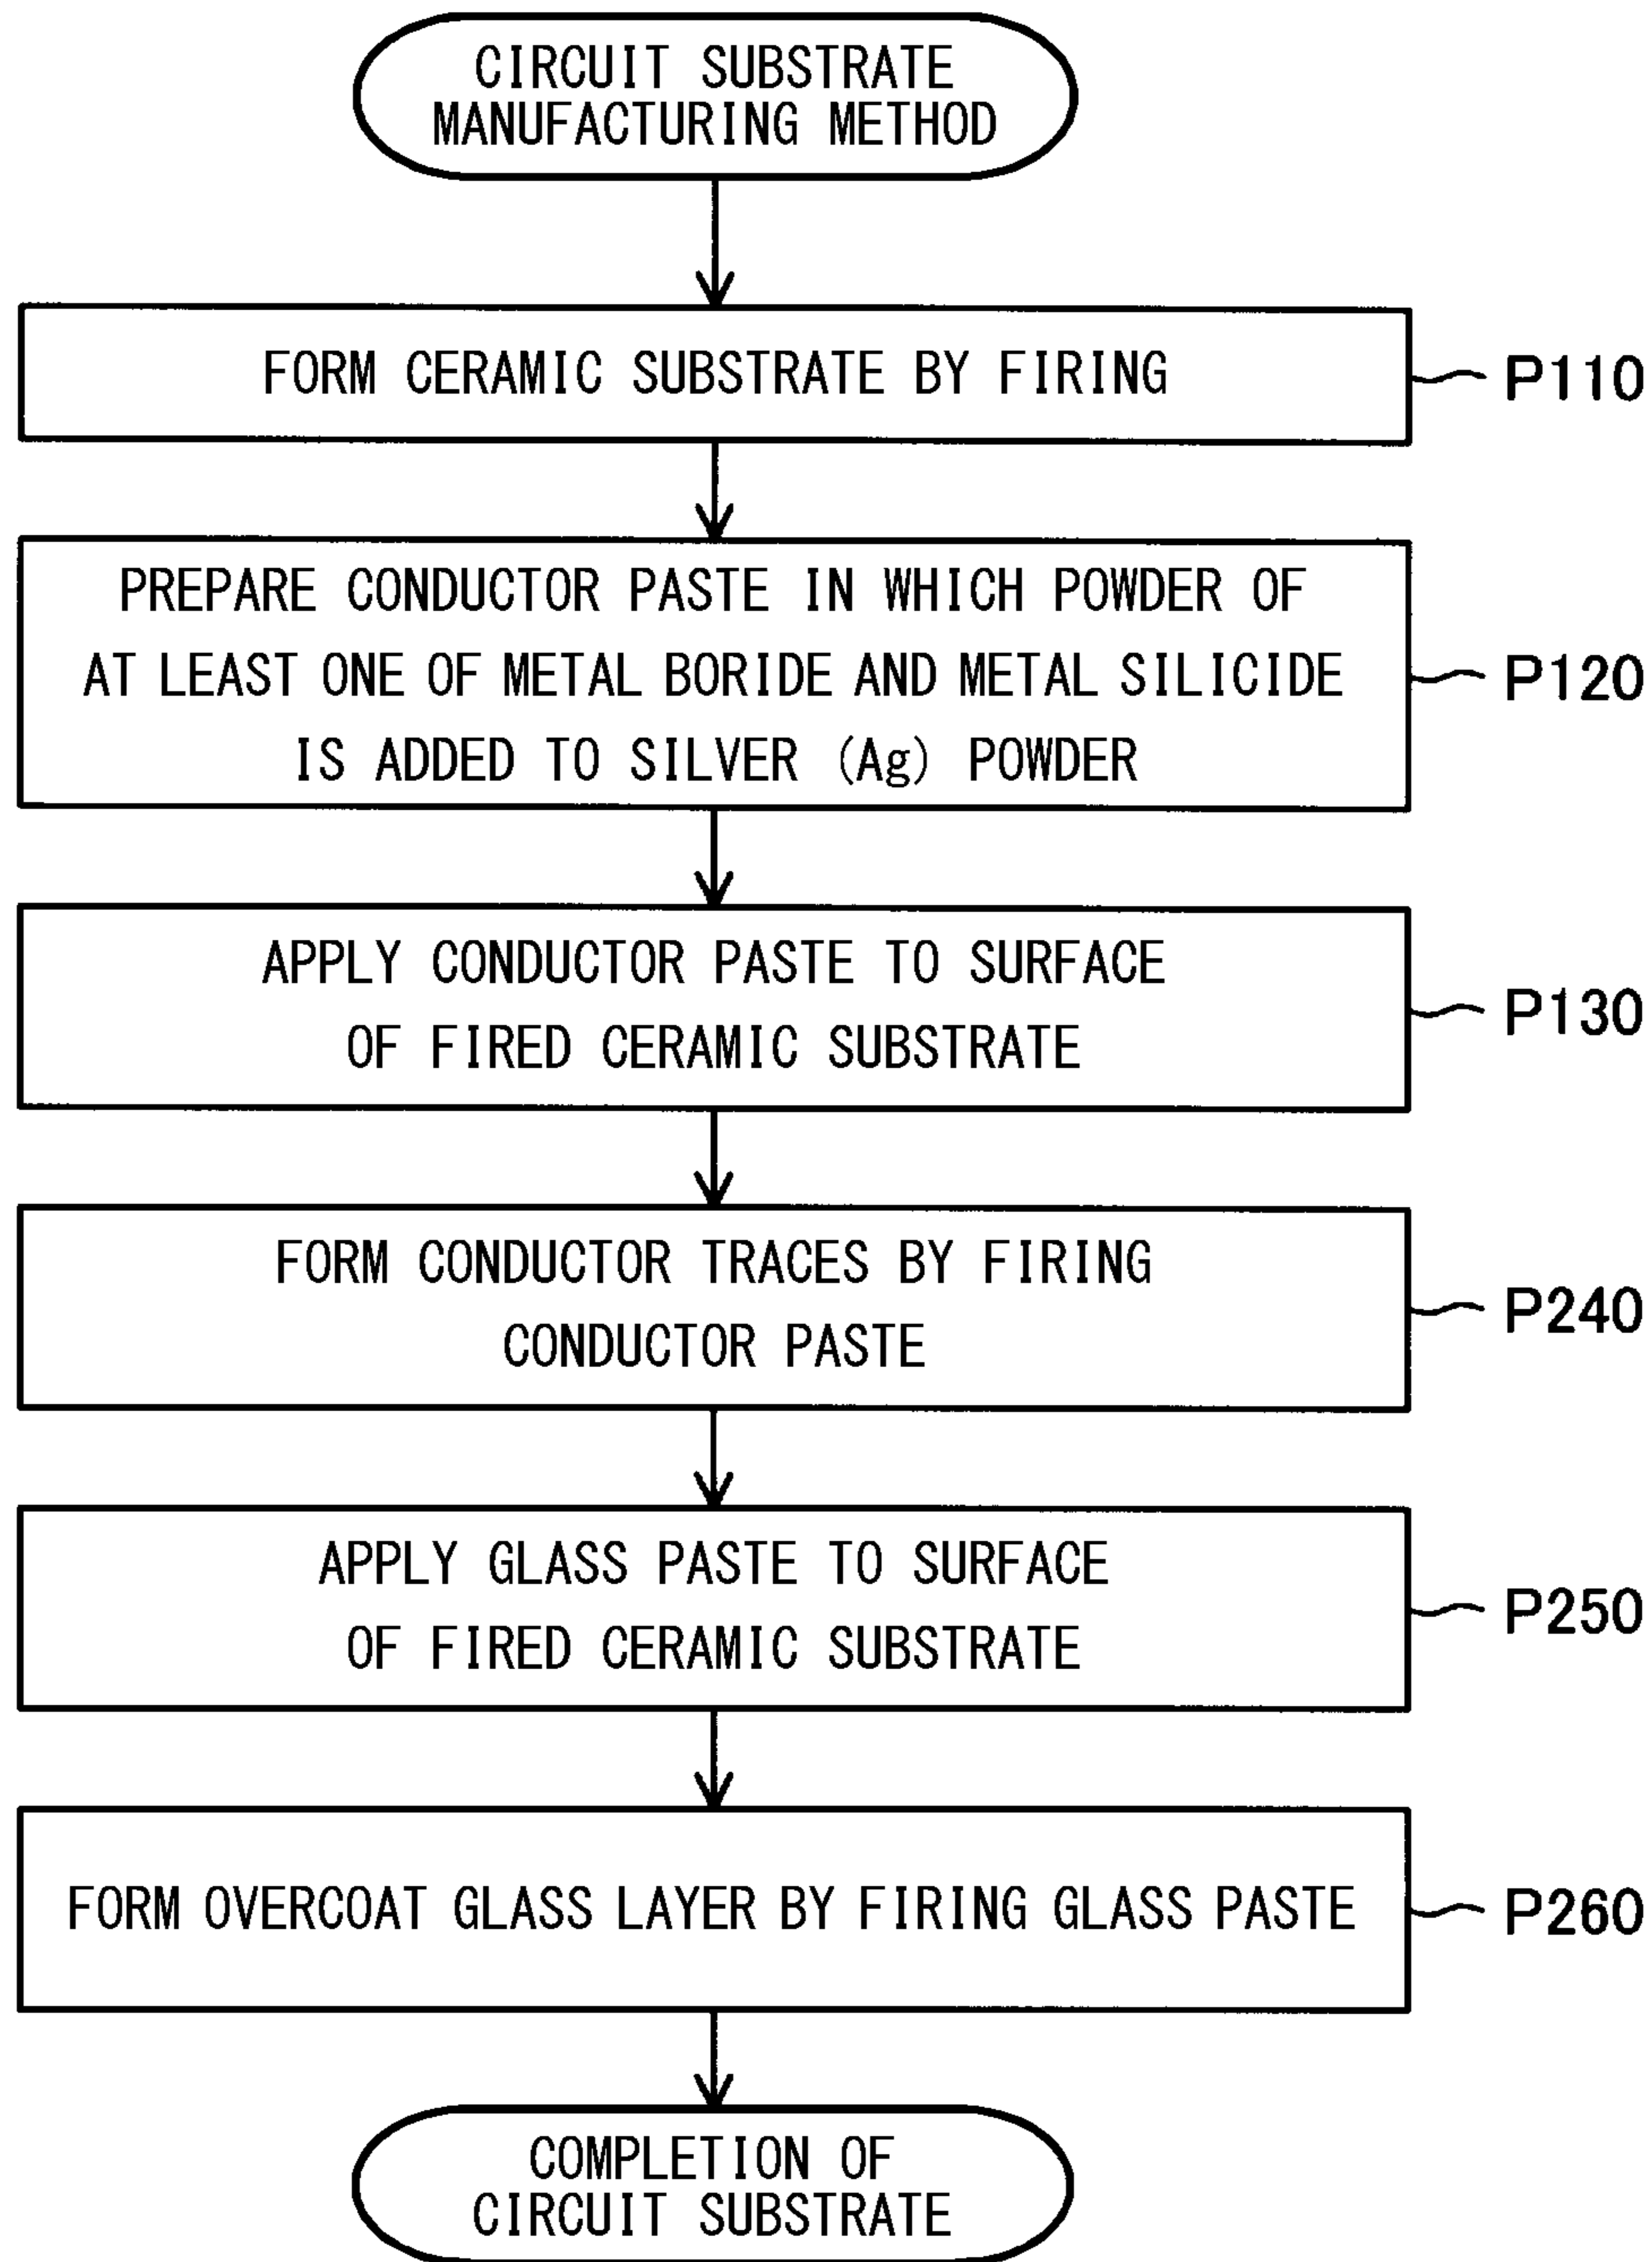 CIRCUIT SUBSTRATE
MANUFACTURING METHOD
FORM CERAMIC SUBSTRATE BY FIRING
P110
PREPARE CONDUCTOR PASTE IN WHICH POWDER OF
AT LEAST ONE OF METAL BORIDE AND METAL SILICIDE
IS ADDED TO SILVER (Ag) POWDER
P120
APPLY CONDUCTOR PASTE TO SURFACE
OF FIRED CERAMIC SUBSTRATE
P130
FORM CONDUCTOR TRACES BY FIRING
CONDUCTOR PASTE
P240
APPLY GLASS PASTE TO SURFACE
OF FIRED CERAMIC SUBSTRATE
P250
FORM OVERCOAT GLASS LAYER BY FIRING GLASS PASTE
P260
COMPLETION OF
CIRCUIT SUBSTRATE